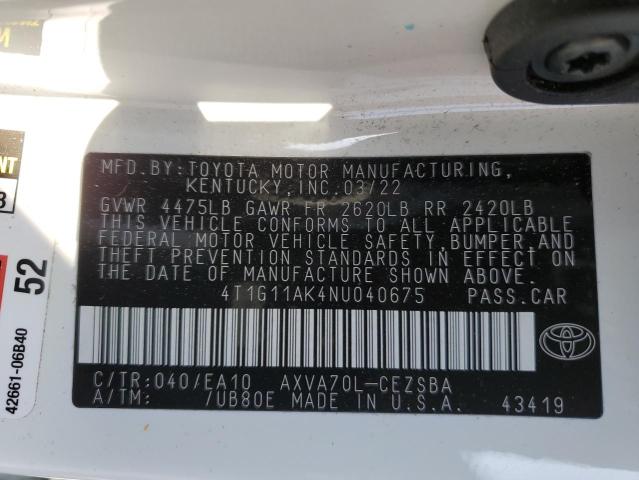 MFD.BY:TOYOTA MOTOR MANUFACTURING,
KENTUCKY,INC.03/22
GVWR 4475LB GAWR FR 2620LB RR 2420LB
THIS VEHICLE CONFORMS TO ALL APPLICABLE
FEDERAL MOTOR VEHICLE SAFETY,BUMPER,AND
THEFT PREVENTION STANDARDS IN EFFECT ON
THE DATE OF MANUFACTURE SHOWN ABOVE.
4T1G11AK4NU040675 PASS.CAR
C/TR:040/EA10 AXVA70L-CEZSBA
A/TM: /UB80E MADE IN U.S.A. 43419
52
42661-06B40